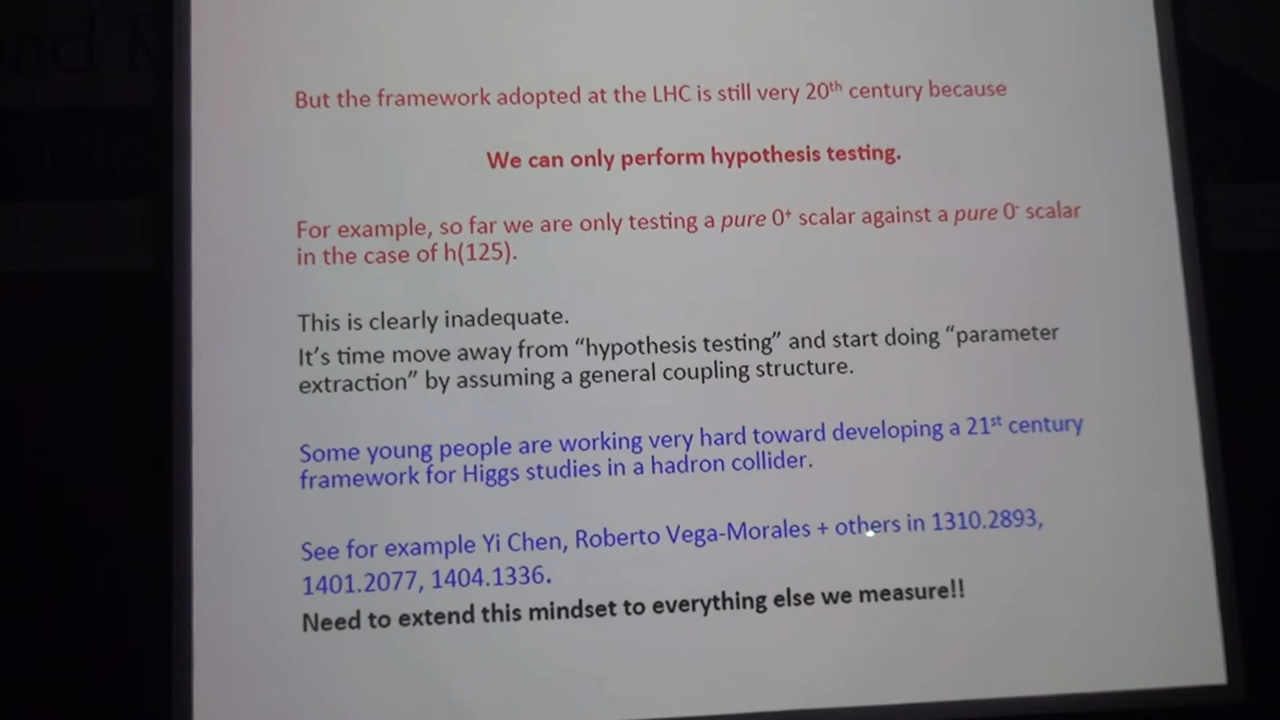 But the framework adopted at the LHC is still very 20th century because
We can only perform hypothesis testing.
For example, so far we are only testing a pure 0+ scalar against a pure 0- scalar
in the case of h(125).
This is clearly inadequate.
It's time move away from “hypothesis testing” and start doing “parameter
extraction” by assuming a general coupling structure.
Some young people are working very hard toward developing a 21st century
framework for Higgs studies in a hadron collider.
See for example Yi Chen, Roberto Vega-Morales + others in 1310.2893,
1401.2077, 1404.1336.
Need to extend this mindset to everything else we measure!!